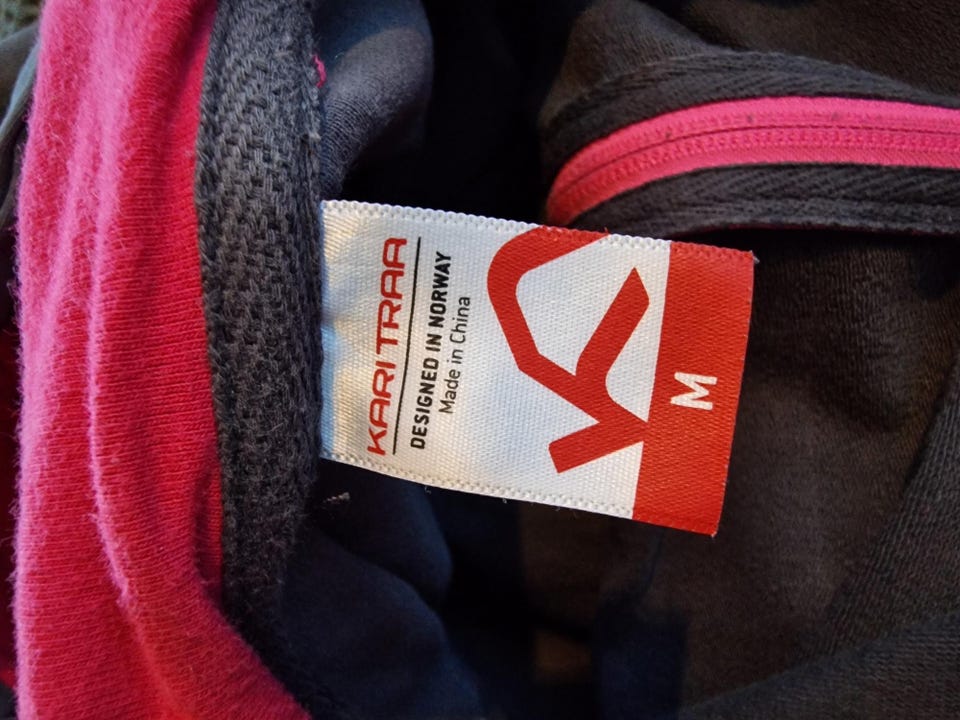 KARI TRAA
DESIGNED IN NORWAY
Made in China
M